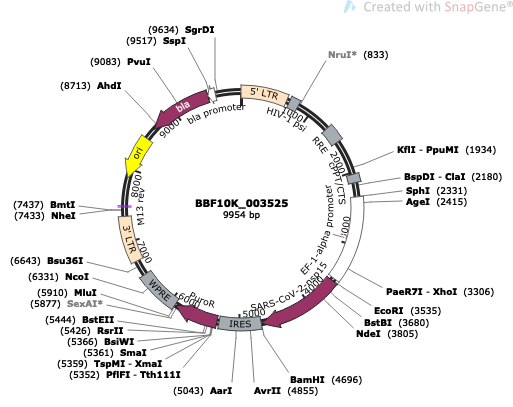 Created with SnapGene®
(9634) SgrDI
(9517) SspI
(9083) PvuI
(8713) AhdI
NruI* (833)
5' LTR
1000
HIV-1 psi
RRE
2000
cPPT/CTS
KflI - PpuMI (1934)
BspDI - ClaI (2180)
SphI (2331)
AgeI (2415)
EF-1-alpha promoter
PaeR7I - XhoI (3306)
EcoRI (3535)
BstBI (3680)
NdeI (3805)
SARS-CoV-2-nsp15
4000
BamHI (4696)
AvrII (4855)
(5043) AarI
5000
IRES
PuroR
6000
WPRE
7000
3' LTR
M13 rev
8000
ori
9000
bla
bla promoter
BBF10K_003525
9954 bp
(7437) BmtI
(7433) NheI
(6643) Bsu36I
(6331) NcoI
(5910) MluI
(5877) SexAI*
(5444) BstEII
(5426) RsrII
(5366) BsiWI
(5361) SmaI
(5359) TspMI - XmaI
(5352) PflFI - Tth111I